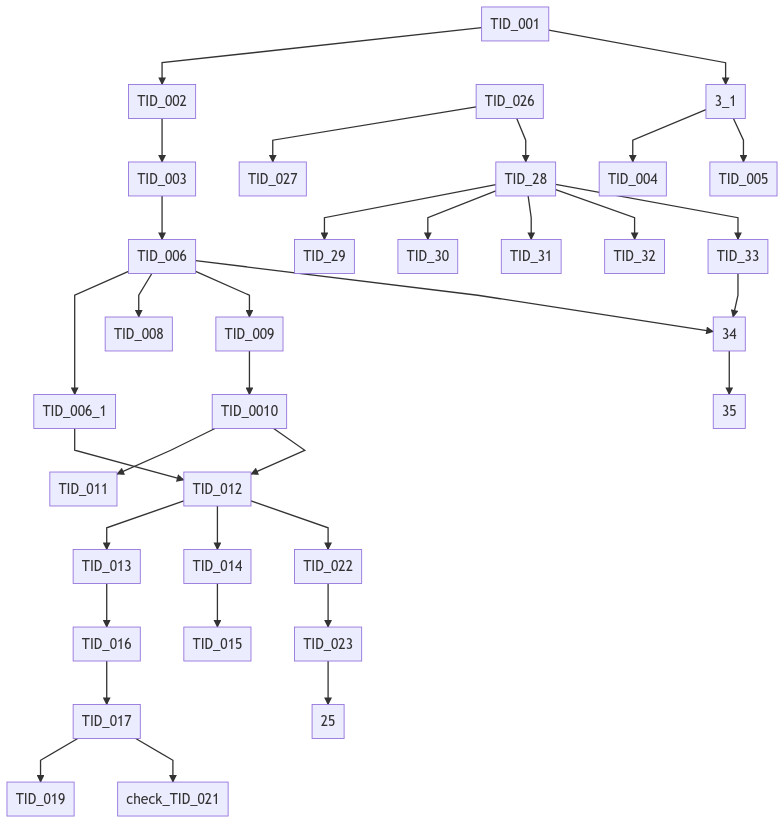 TID_001
TID_002
TID_026
3_1
TID_003
TID_027
TID_28
TID_004
TID_005
TID_006
TID_29
TID_30
TID_31
TID_32
TID_33
TID_008
TID_009
34
TID_006_1
TID_0010
35
TID_011
TID_012
TID_013
TID_014
TID_022
TID_016
TID_015
TID_023
TID_017
25
TID_019
check_TID_021